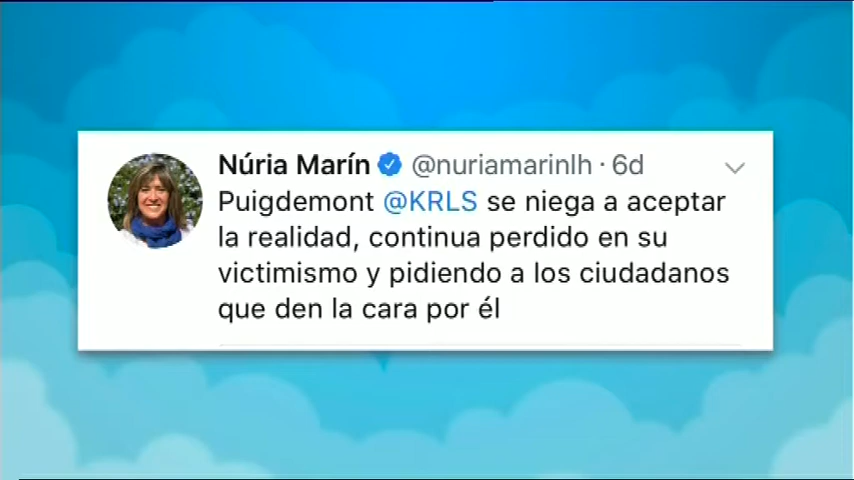 Núria Marín @nuriamarinlh · 6d
Puigdemont @KRLS se niega a aceptar
la realidad, continua perdido en su
victimismo y pidiendo a los ciudadanos
que den la cara por él